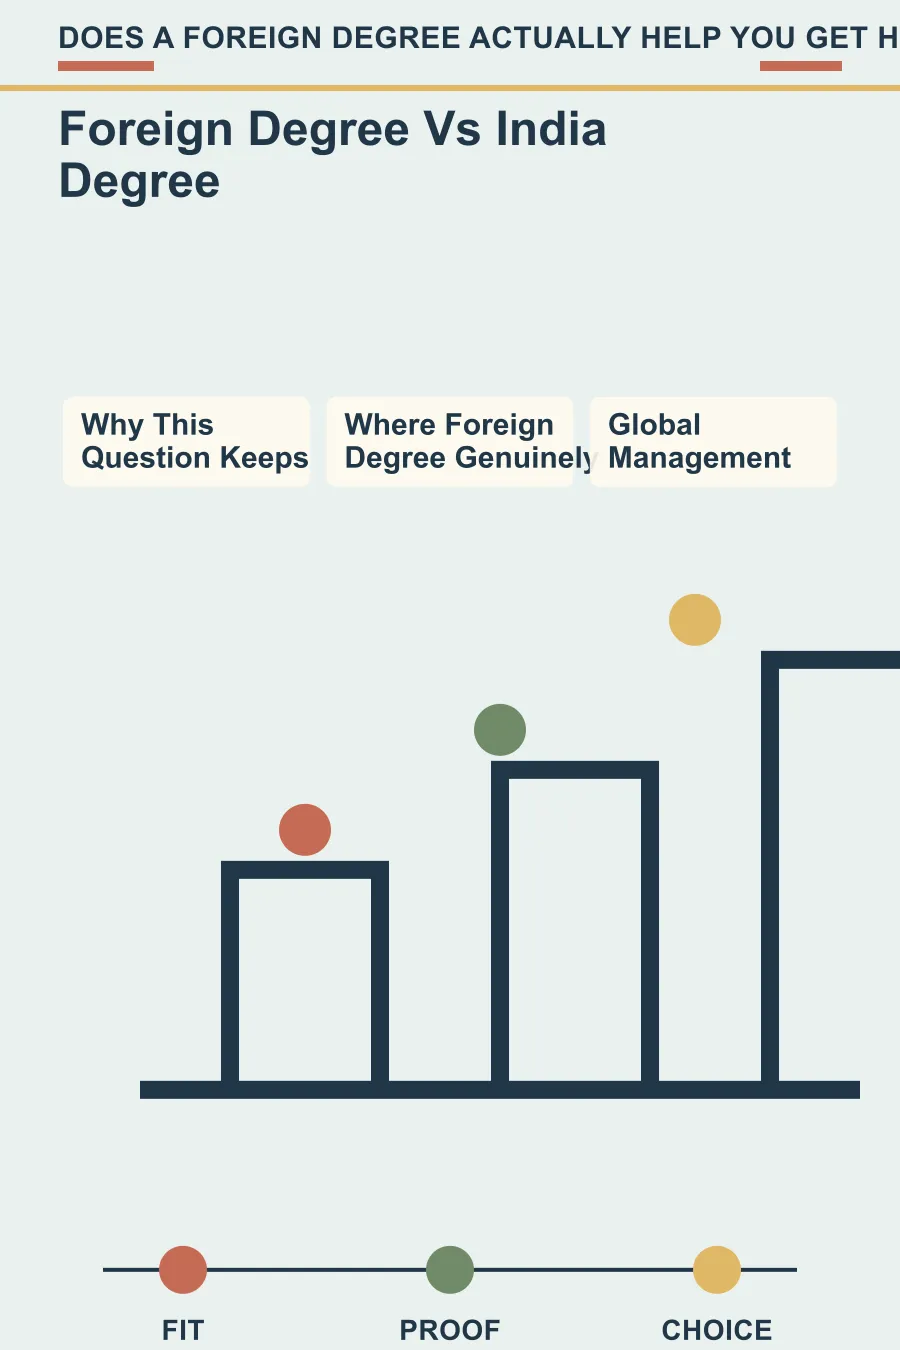 DOES A FOREIGN DEGREE ACTUALLY HELP YOU GET H
Foreign Degree Vs India
Degree
Why This
Question Keeps
Where Foreign
Degree Genuinely
Global
Management
FIT
PROOF
CHOICE